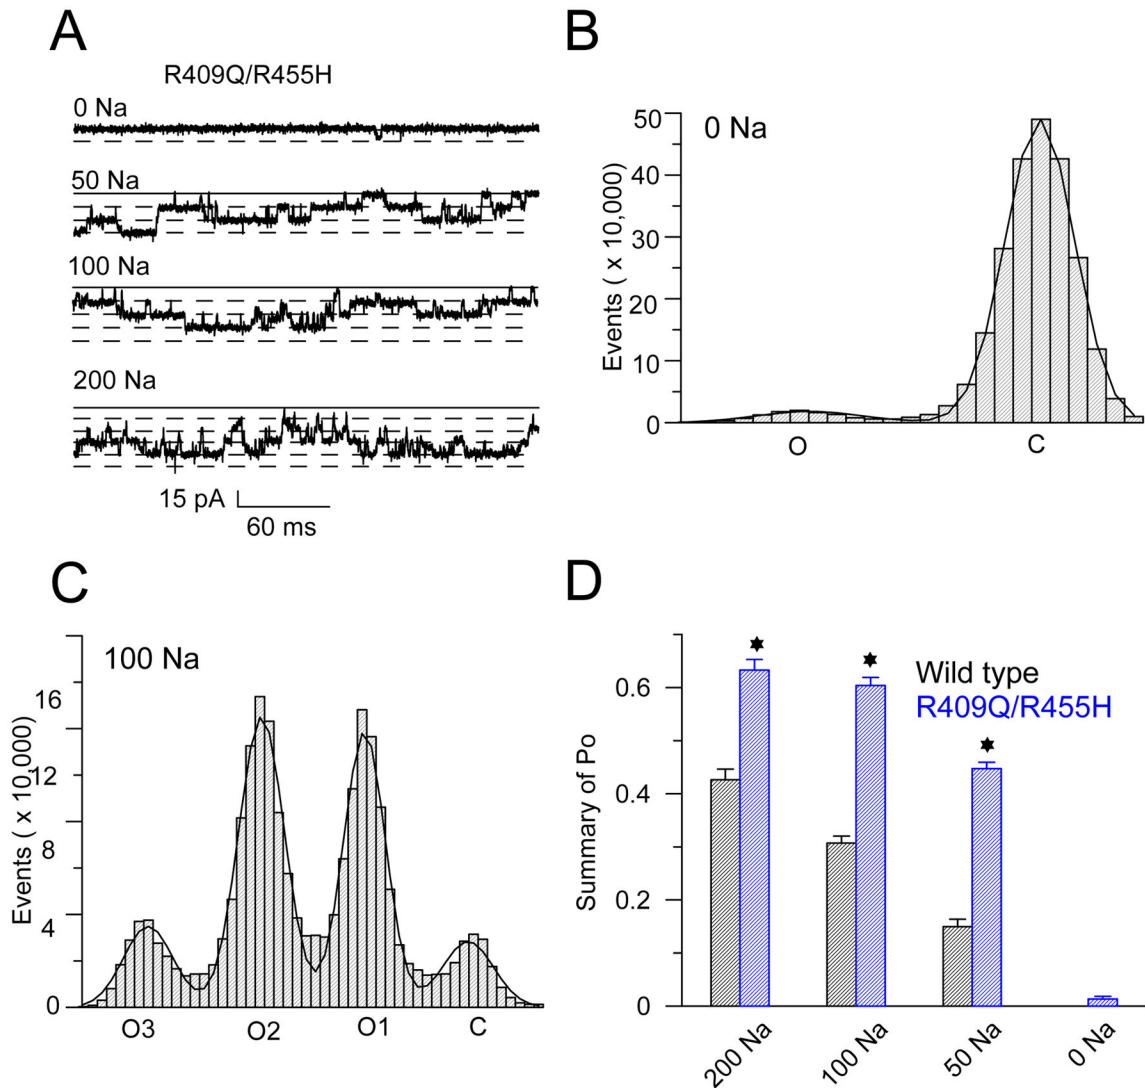 A
R409Q/R455H
0 Na
50 Na
100 Na
200 Na
15 pA
60 ms
B
0 Na
Events ( x 10,000)
50
40
30
20
10
0
O
C
C
100 Na
Events ( x 10,000)
16
12
8
4
0
O3
O2
O1
C
D
Wild type
R409Q/R455H
Summary of Po
0.6
0.4
0.2
0
200 Na
100 Na
50 Na
0 Na